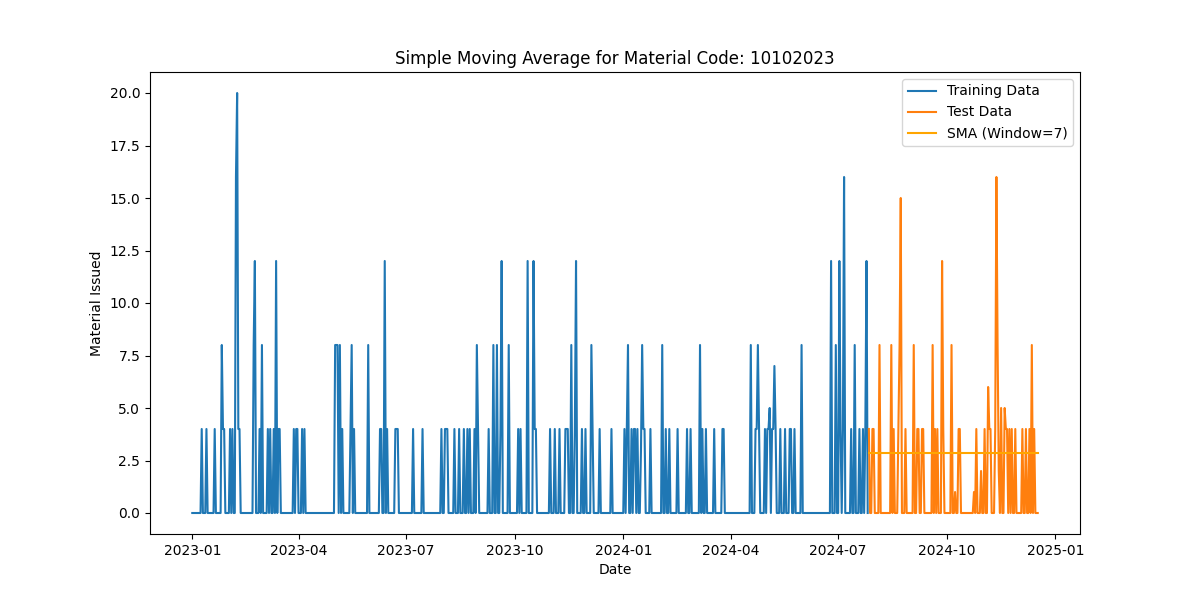 Simple Moving Average for Material Code: 10102023
Training Data
Test Data
SMA (Window=7)
Material Issued
20.0
17.5
15.0
12.5
10.0
7.5
5.0
2.5
0.0
2023-01 2023-04 2023-07 2023-10 2024-01 2024-04 2024-07 2024-10 2025-01
Date